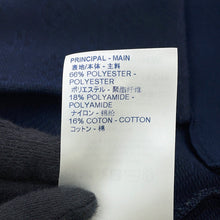 PRINCIPAL - MAIN
表地/本体 - 主料
66% POLYESTER -
POLYESTER
ポリエステル - 聚酯纤维
18% POLYAMIDE -
POLYAMIDE
ナイロン - 锦纶
16% COTON - COTTON
コットン - 棉